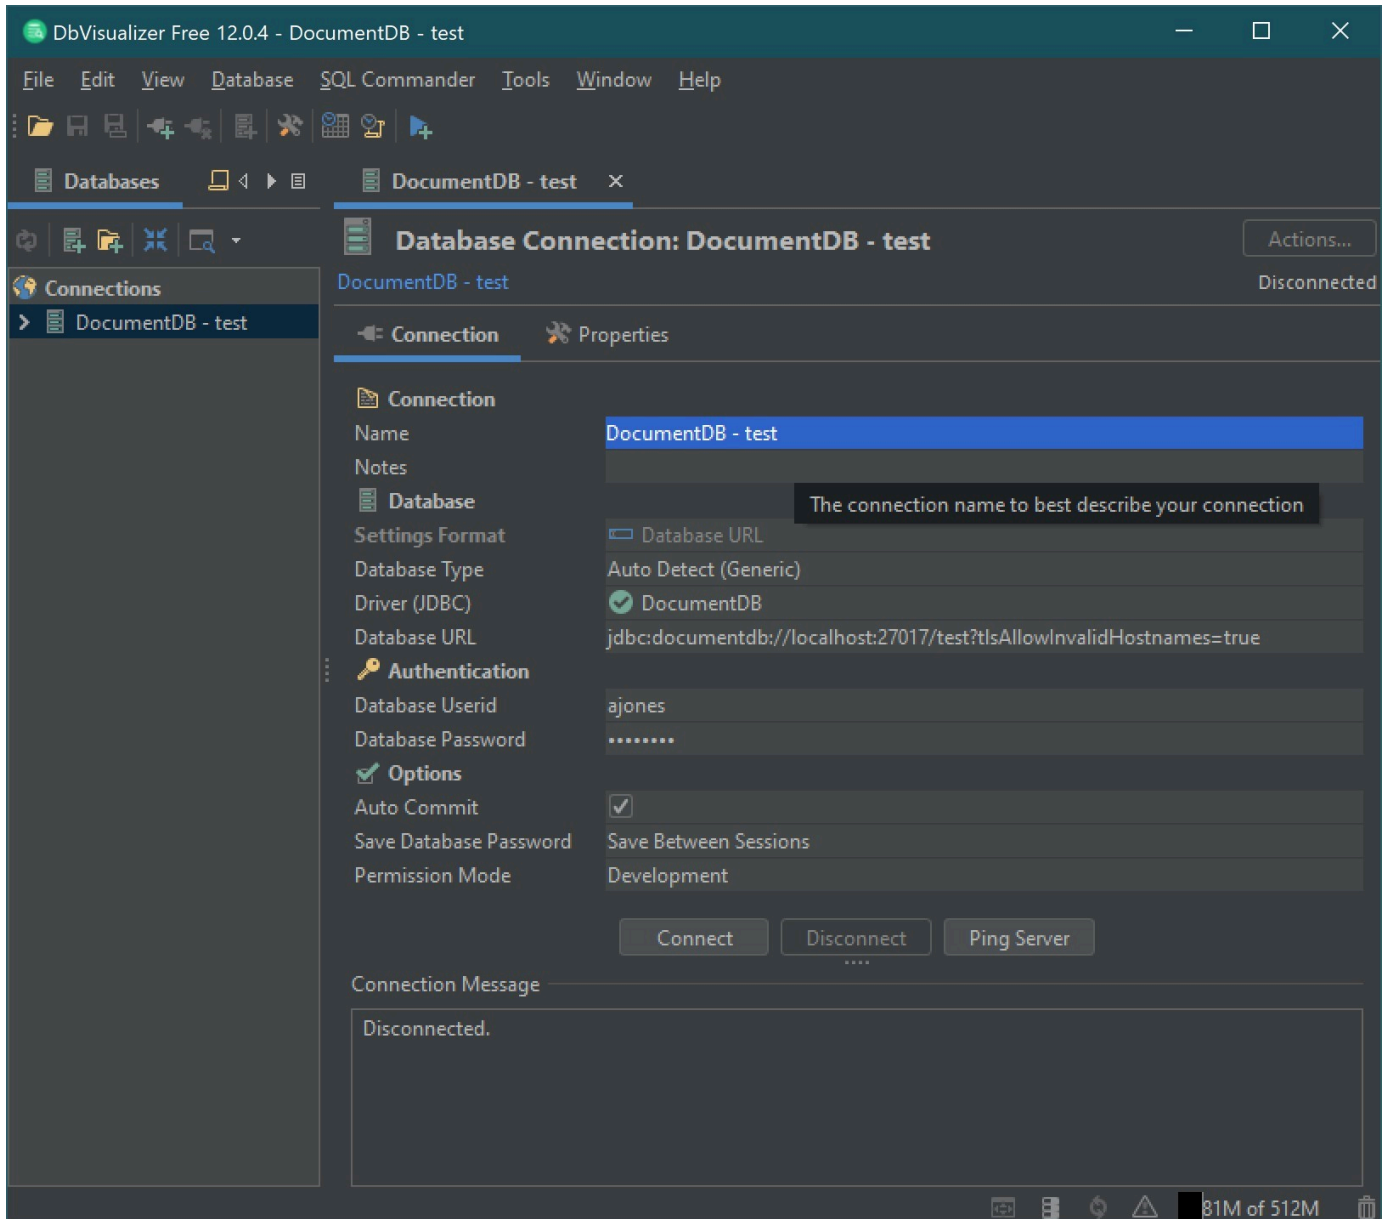 DbVisualizer Free 12.0.4 - DocumentDB - test
File Edit View Database SQL Commander Tools Window Help
Databases
DocumentDB - test
Database Connection: DocumentDB - test
Actions...
DocumentDB - test
Disconnected
Connections
DocumentDB - test
Connection Properties
Connection
Name DocumentDB - test
Notes
Database
The connection name to best describe your connection
Settings Format Database URL
Database Type Auto Detect (Generic)
Driver (JDBC) DocumentDB
Database URL jdbc:documentdb://localhost:27017/test?tlsAllowInvalidHostnames=true
Authentication
Database Userid ajones
Database Password ••••••••
Options
Auto Commit
Save Database Password Save Between Sessions
Permission Mode Development
Connect Disconnect Ping Server
Connection Message
Disconnected.
81M of 512M